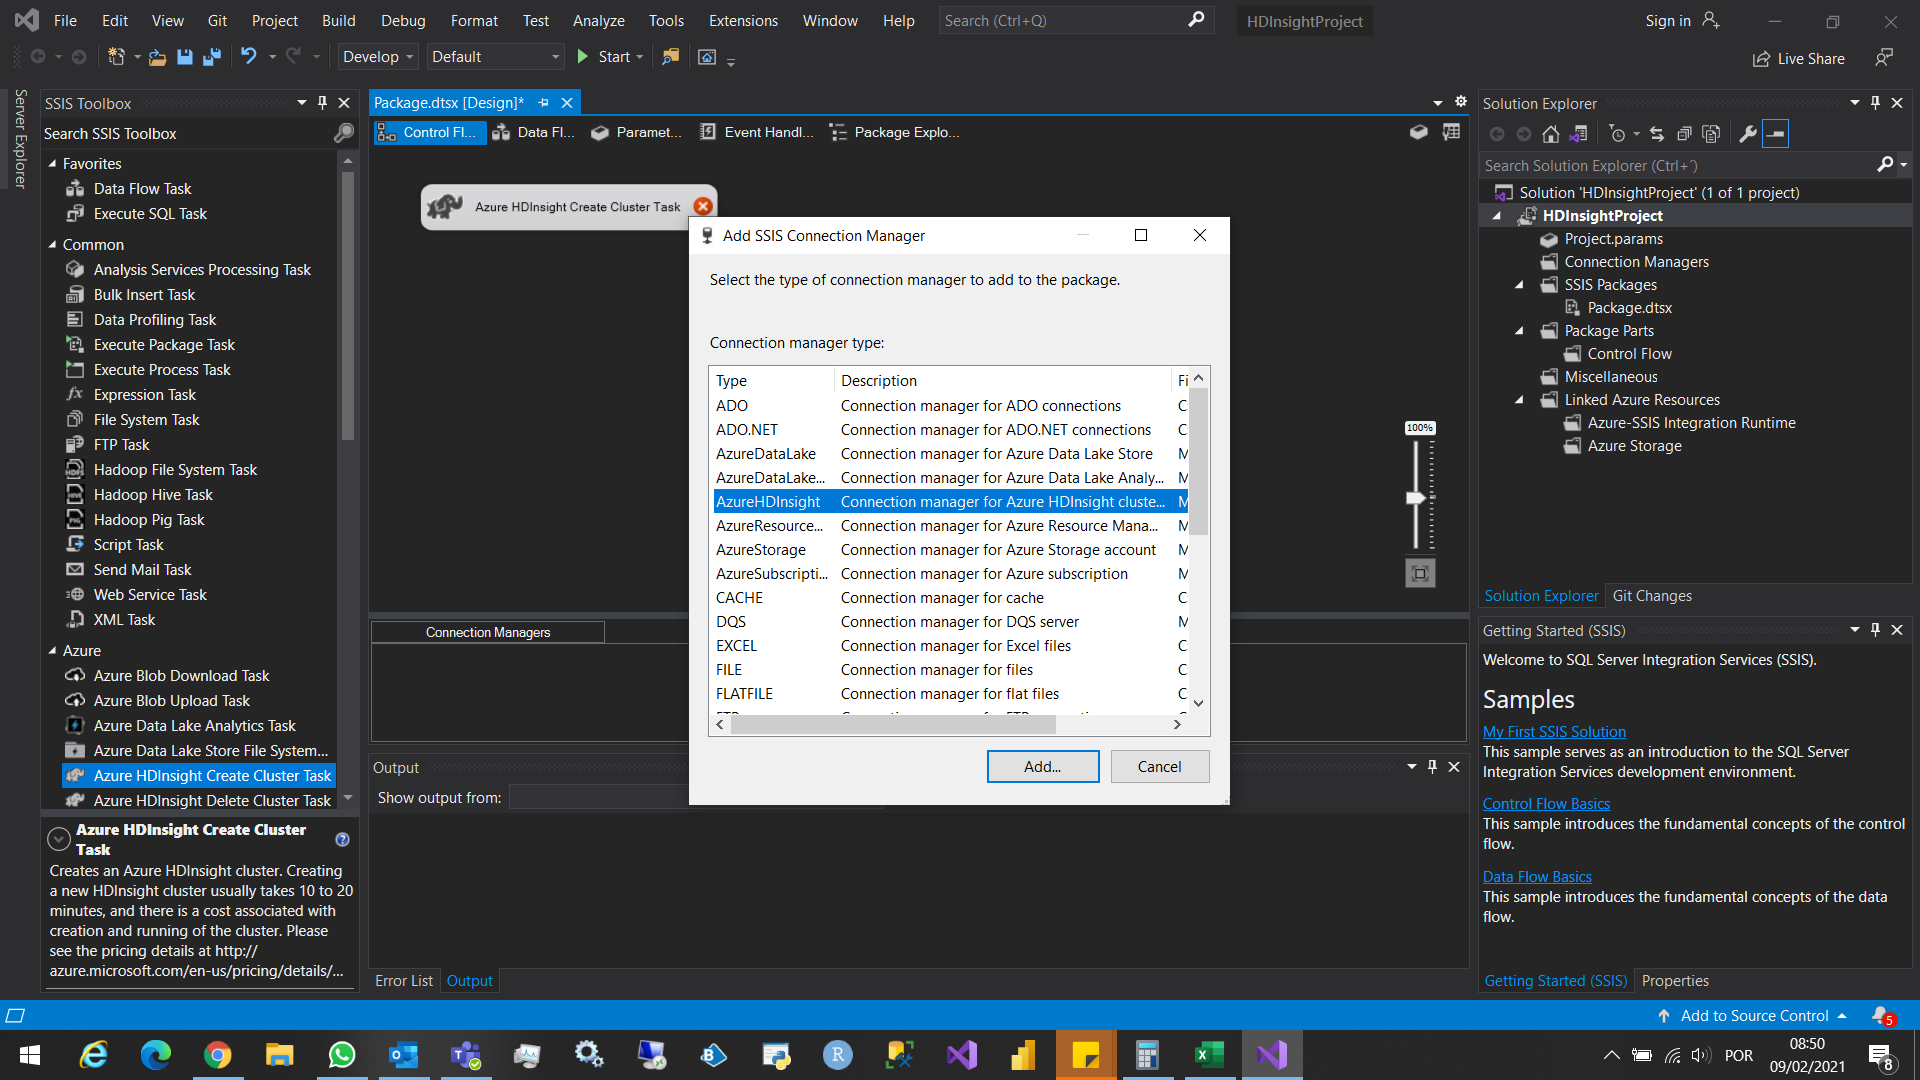 File Edit View Git Project Build Debug Format Test Analyze Tools Extensions Window Help Search (Ctrl+Q) HDInsightProject Sign in
Develop Default Start Live Share
Server Explorer
SSIS Toolbox
Search SSIS Toolbox
Favorites
Data Flow Task
Execute SQL Task
Common
Analysis Services Processing Task
Bulk Insert Task
Data Profiling Task
Execute Package Task
Execute Process Task
Expression Task
File System Task
FTP Task
Hadoop File System Task
Hadoop Hive Task
Hadoop Pig Task
Script Task
Send Mail Task
Web Service Task
XML Task
Azure
Azure Blob Download Task
Azure Blob Upload Task
Azure Data Lake Analytics Task
Azure Data Lake Store File System...
Azure HDInsight Create Cluster Task
Azure HDInsight Delete Cluster Task
Azure HDInsight Create Cluster
Task
Creates an Azure HDInsight cluster. Creating
a new HDInsight cluster usually takes 10 to 20
minutes, and there is a cost associated with
creation and running of the cluster. Please
see the pricing details at http://
azure.microsoft.com/en-us/pricing/details/...
Package.dtsx [Design]*
Control Fl... Data Fl... Paramet... Event Handl... Package Explo...
Azure HDInsight Create Cluster Task
100%
Connection Managers
Add SSIS Connection Manager
Select the type of connection manager to add to the package.
Connection manager type:
Type Description Fi
ADO Connection manager for ADO connections C
ADO.NET Connection manager for ADO.NET connections C
AzureDataLake Connection manager for Azure Data Lake Store M
AzureDataLake... Connection manager for Azure Data Lake Analy... M
AzureHDInsight Connection manager for Azure HDInsight cluste... M
AzureResource... Connection manager for Azure Resource Mana... M
AzureStorage Connection manager for Azure Storage account M
AzureSubscripti... Connection manager for Azure subscription M
CACHE Connection manager for cache C
DQS Connection manager for DQS server M
EXCEL Connection manager for Excel files C
FILE Connection manager for files C
FLATFILE Connection manager for flat files C
Add... Cancel
Output
Show output from:
Error List Output
Solution Explorer
Search Solution Explorer (Ctrl+´)
Solution 'HDInsightProject' (1 of 1 project)
HDInsightProject
Project.params
Connection Managers
SSIS Packages
Package.dtsx
Package Parts
Control Flow
Miscellaneous
Linked Azure Resources
Azure-SSIS Integration Runtime
Azure Storage
Solution Explorer Git Changes
Getting Started (SSIS)
Welcome to SQL Server Integration Services (SSIS).
Samples
My First SSIS Solution
This sample serves as an introduction to the SQL Server
Integration Services development environment.
Control Flow Basics
This sample introduces the fundamental concepts of the control
flow.
Data Flow Basics
This sample introduces the fundamental concepts of the data
flow.
Getting Started (SSIS) Properties
Add to Source Control 5
POR
08:50
09/02/2021
8